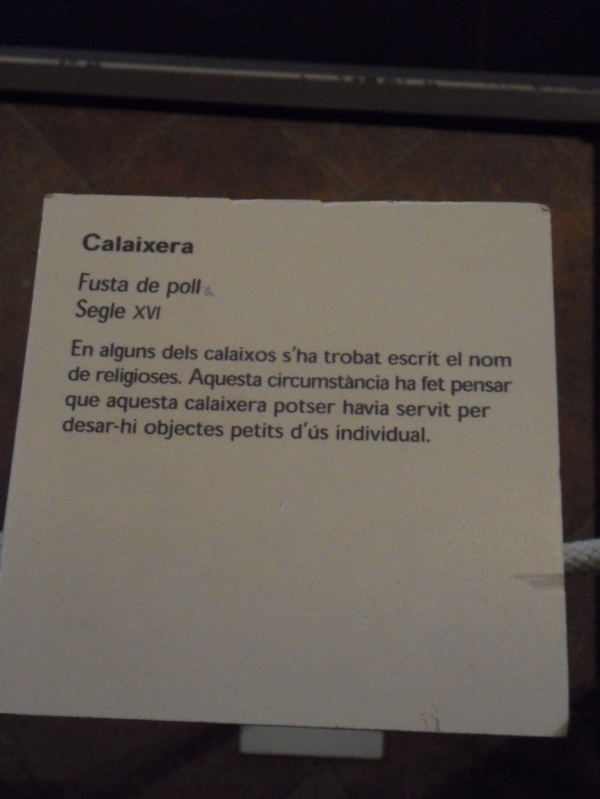 Calaixera
Fusta de poll
Segle XVI
En alguns dels calaixos s'ha trobat escrit el nom
de religioses. Aquesta circumstància ha fet pensar
que aquesta calaixera potser havia servit per
desar-hi objectes petits d'ús individual.